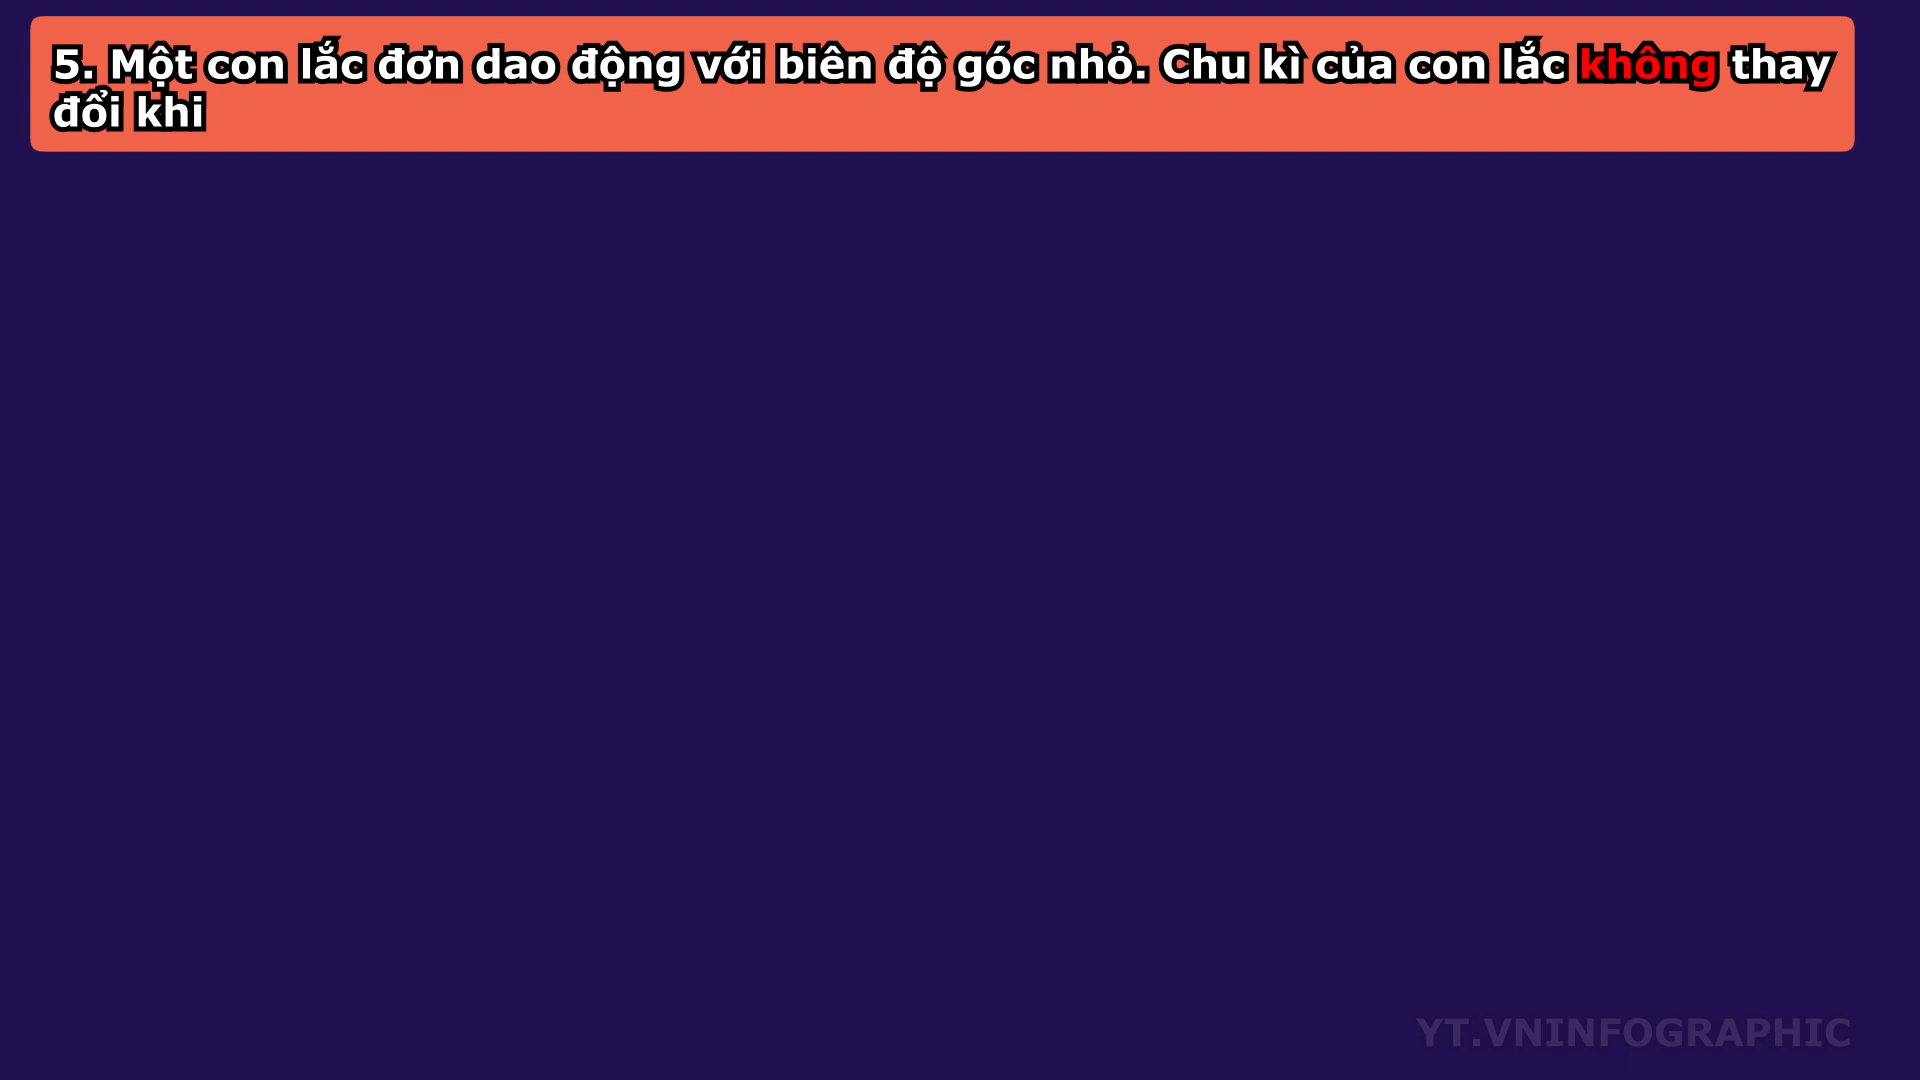 5. Một con lắc đơn dao động với biên độ góc nhỏ. Chu kì của con lắc không thay
đổi khi
YT.VNINFOGRAPHIC